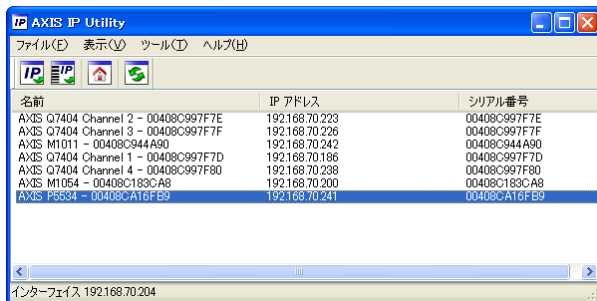 AXIS IP Utility
ファイル(F) 表示(V) ツール(T) ヘルプ(H)
IP IP
名前 IP アドレス シリアル番号
AXIS Q7404 Channel 2 - 00408C997F7E 192.168.70.223 00408C997F7E
AXIS Q7404 Channel 3 - 00408C997F7F 192.168.70.226 00408C997F7F
AXIS M1011 - 00408C944A90 192.168.70.242 00408C944A90
AXIS Q7404 Channel 1 - 00408C997F7D 192.168.70.186 00408C997F7D
AXIS Q7404 Channel 4 - 00408C997F80 192.168.70.238 00408C997F80
AXIS M1054 - 00408C183CA8 192.168.70.200 00408C183CA8
AXIS P5534 - 00408CA16FB9 192.168.70.241 00408CA16FB9
インターフェイス 192.168.70.204